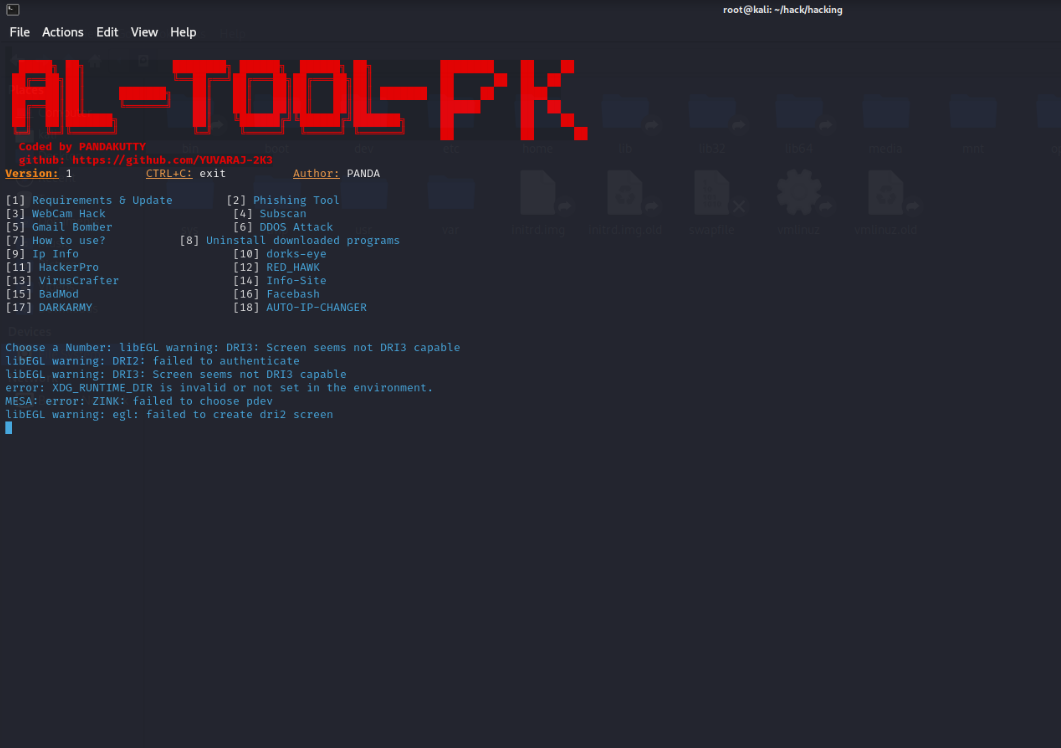 root@kali: ~/hack/hacking
File Actions Edit View Help
AL-TOOL-PK
Coded by PANDAKUTTY
github: https://github.com/YUVARAJ-2K3
Version: 1 CTRL+C: exit Author: PANDA
[1] Requirements & Update [2] Phishing Tool
[3] WebCam Hack [4] Subscan
[5] Gmail Bomber [6] DDOS Attack
[7] How to use? [8] Uninstall downloaded programs
[9] Ip Info [10] dorks-eye
[11] HackerPro [12] RED_HAWK
[13] VirusCrafter [14] Info-Site
[15] BadMod [16] Facebash
[17] DARKARMY [18] AUTO-IP-CHANGER
Devices
Choose a Number: libEGL warning: DRI3: Screen seems not DRI3 capable
libEGL warning: DRI2: failed to authenticate
libEGL warning: DRI3: Screen seems not DRI3 capable
error: XDG_RUNTIME_DIR is invalid or not set in the environment.
MESA: error: ZINK: failed to choose pdev
libEGL warning: egl: failed to create dri2 screen